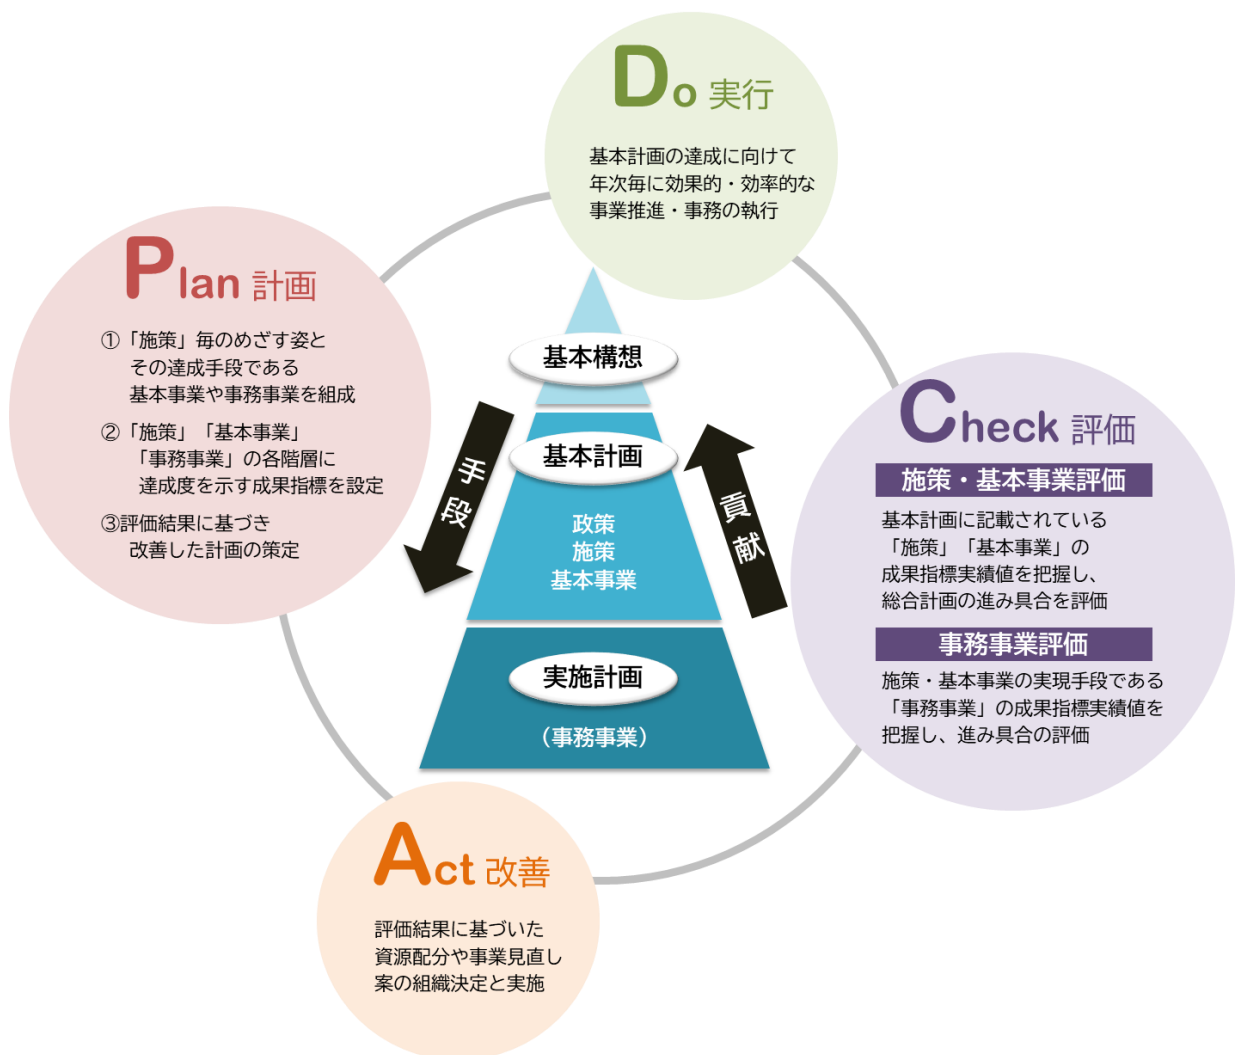 Do 実行
基本計画の達成に向けて
年次毎に効果的・効率的な
事業推進・事務の執行
Plan 計画
①「施策」毎のめざす姿と
その達成手段である
基本事業や事務事業を組成
②「施策」「基本事業」
「事務事業」の各階層に
達成度を示す成果指標を設定
③評価結果に基づき
改善した計画の策定
基本構想
基本計画
政策
施策
基本事業
実施計画
（事務事業）
手段
貢献
Check 評価
施策・基本事業評価
基本計画に記載されている
「施策」「基本事業」の
成果指標実績値を把握し、
総合計画の進み具合を評価
事務事業評価
施策・基本事業の実現手段である
「事務事業」の成果指標実績値を
把握し、進み具合の評価
Act 改善
評価結果に基づいた
資源配分や事業見直し
案の組織決定と実施